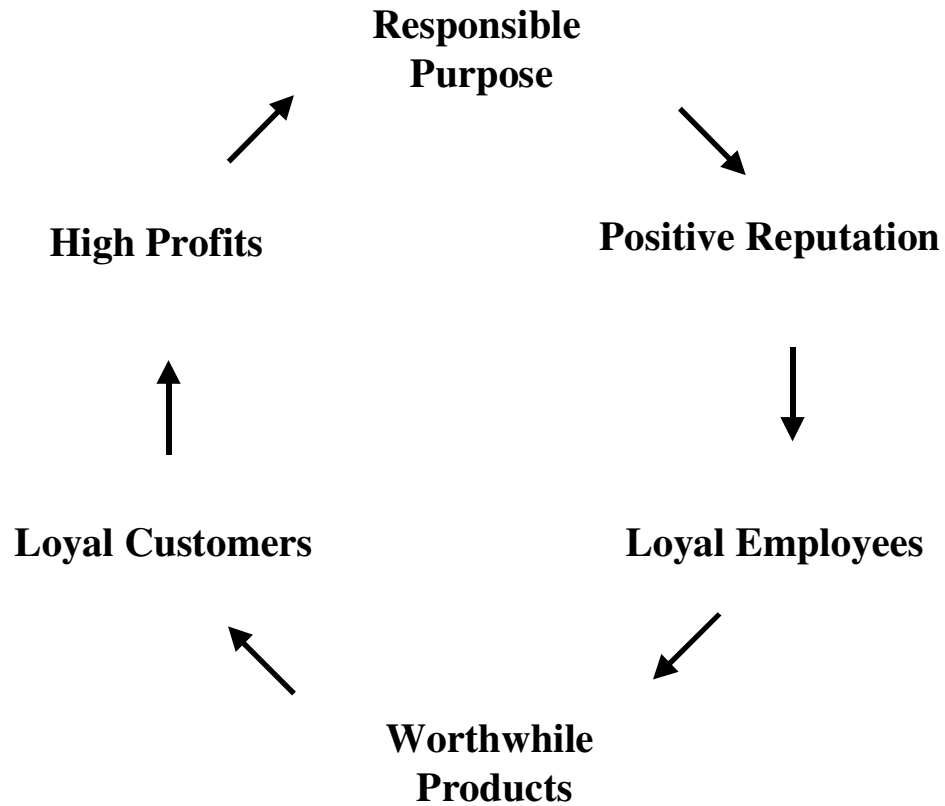 Responsible
Purpose
High Profits
Positive Reputation
Loyal Customers
Loyal Employees
Worthwhile
Products